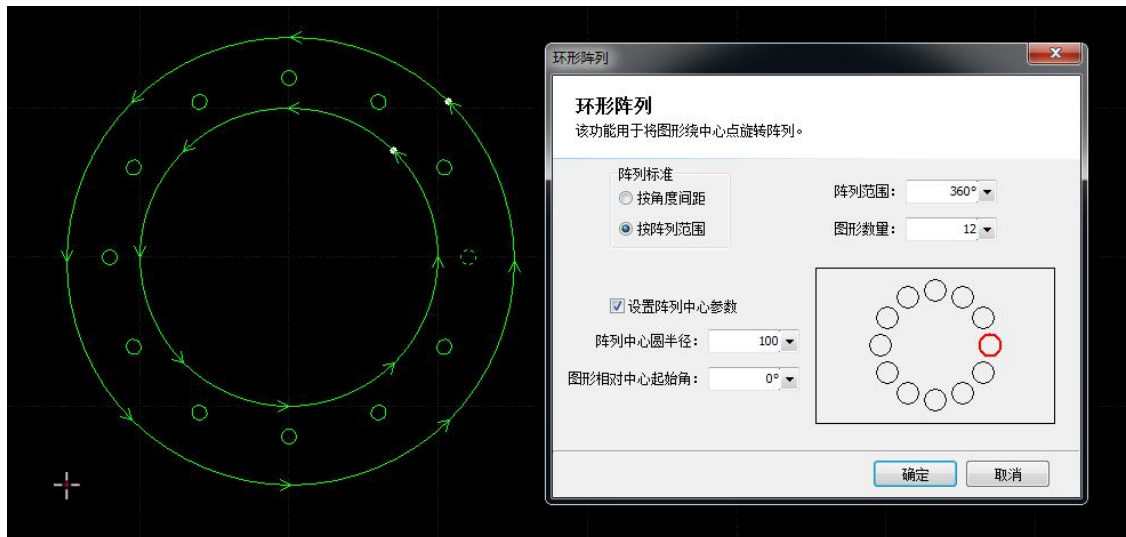 环形阵列
环形阵列
该功能用于将图形绕中心点旋转阵列。
阵列标准
按角度间距
按阵列范围
阵列范围： 360°
图形数量： 12
设置阵列中心参数
阵列中心圆半径： 100
图形相对中心起始角： 0°
确定 取消